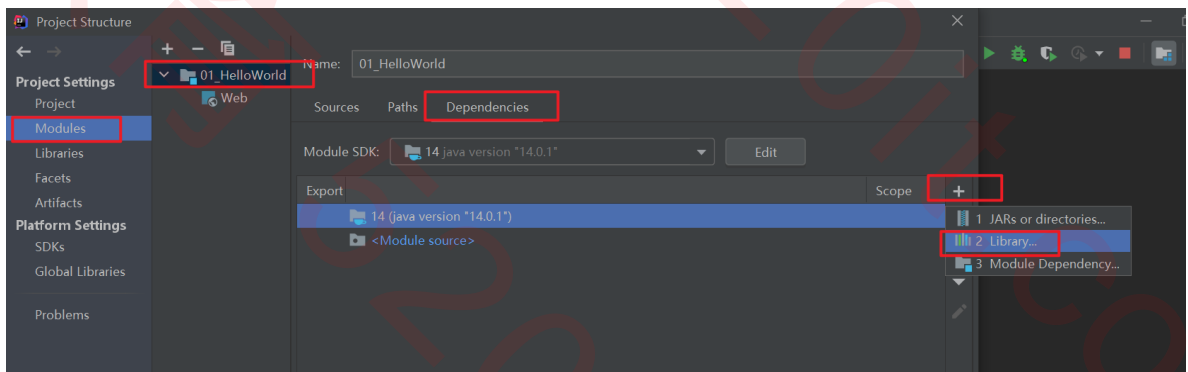 Project Structure
Project Settings
Project
Modules
Libraries
Facets
Artifacts
Platform Settings
SDKs
Global Libraries
Problems
01_HelloWorld
Web
Name: 01_HelloWorld
Sources Paths Dependencies
Module SDK: 14 java version "14.0.1" Edit
Export Scope
14 (java version "14.0.1")
<Module source>
1 JARs or directories...
2 Library...
3 Module Dependency...